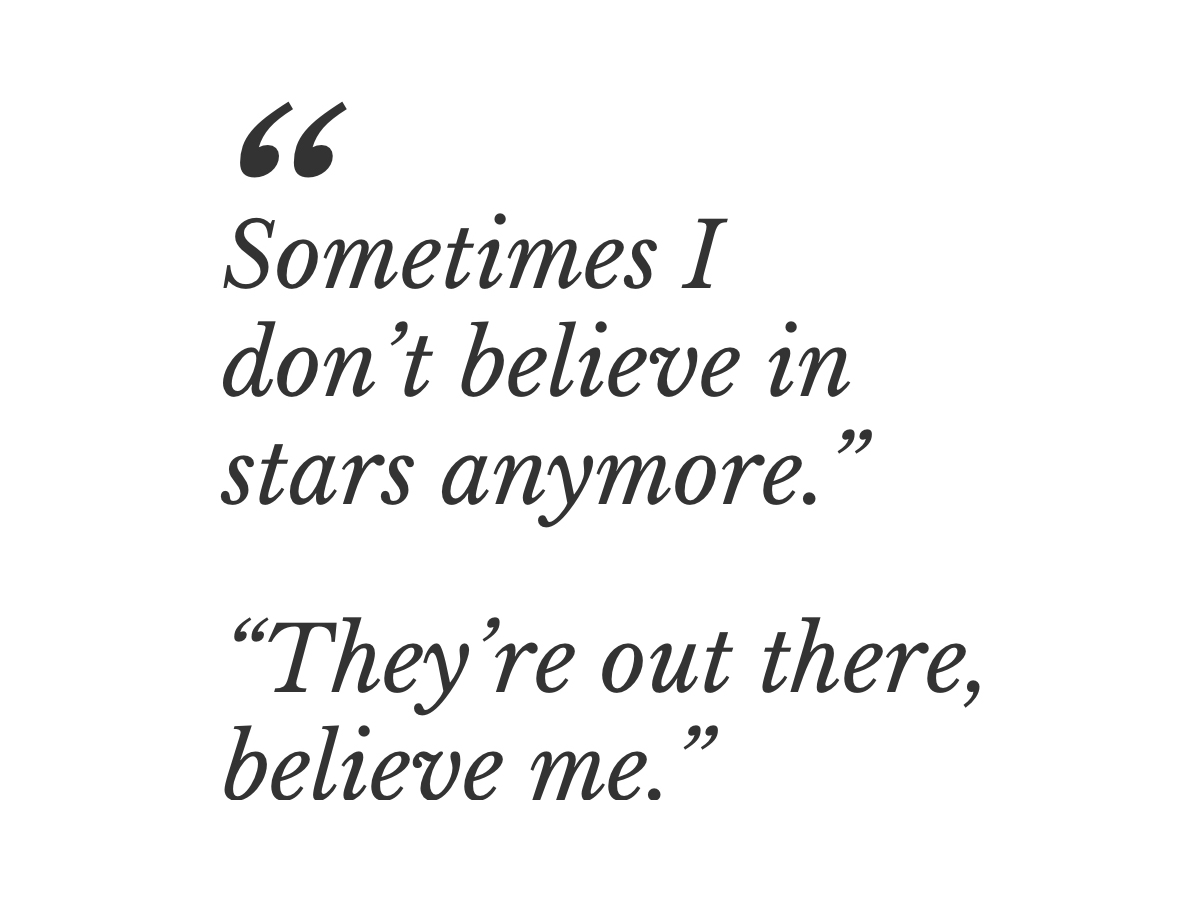 “
Sometimes I
don’t believe in
stars anymore.”
“They’re out there,
believe me.”